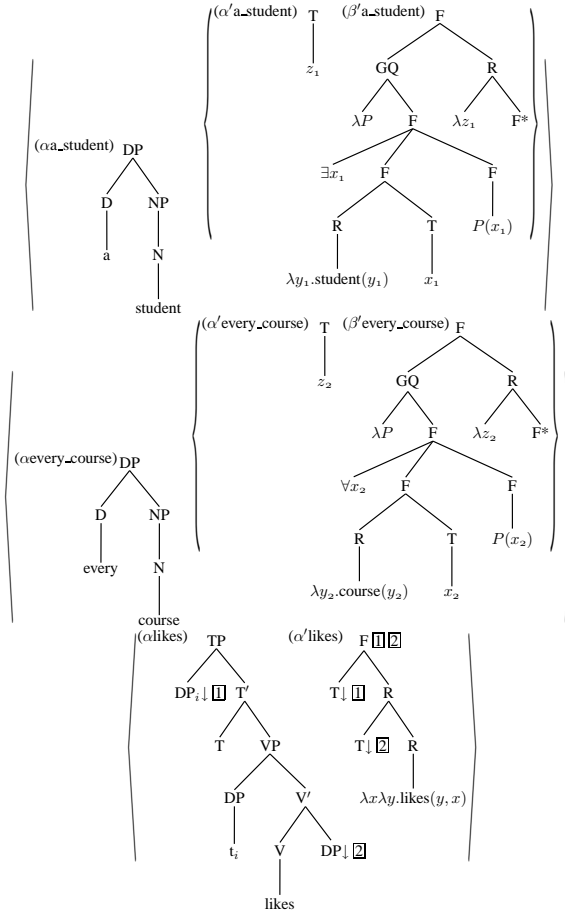 (α′a_student) T (β′a_student) F
z₁ GQ R
λP F λz₁ F*
(αa_student) DP
∃x₁ F F
D NP
R T P(x₁)
a N
λy₁.student(y₁) x₁
student
(α′every_course) T (β′every_course) F
z₂ GQ R
λP F λz₂ F*
(αevery_course) DP
∀x₂ F F
D NP
R T P(x₂)
every N
λy₂.course(y₂) x₂
course
(αlikes) TP (α′likes) F 1 2
DPᵢ↓ 1 T′ T↓ 1 R
T VP T↓ 2 R
DP V′ λxλy.likes(y, x)
tᵢ V DP↓ 2
likes